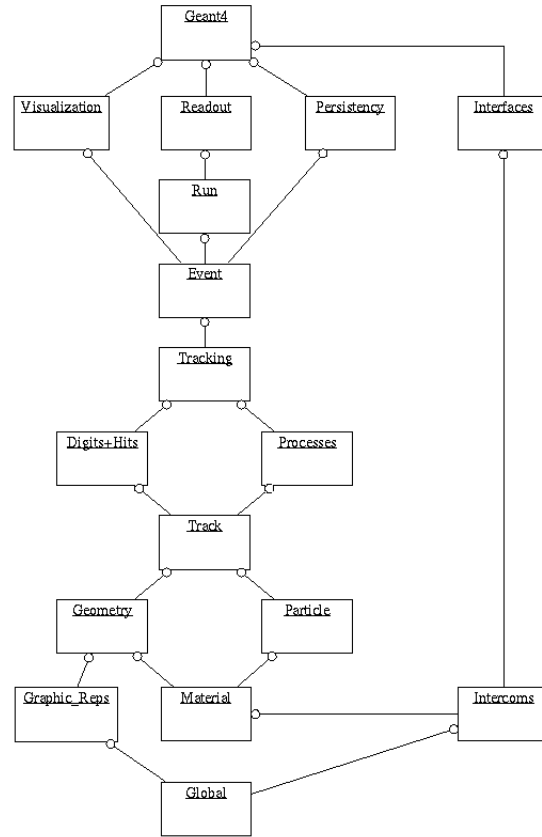 Geant4
Visualization
Readout
Persistency
Interfaces
Run
Event
Tracking
Digits+Hits
Processes
Track
Geometry
Particle
Graphic_Reps
Material
Intercoms
Global